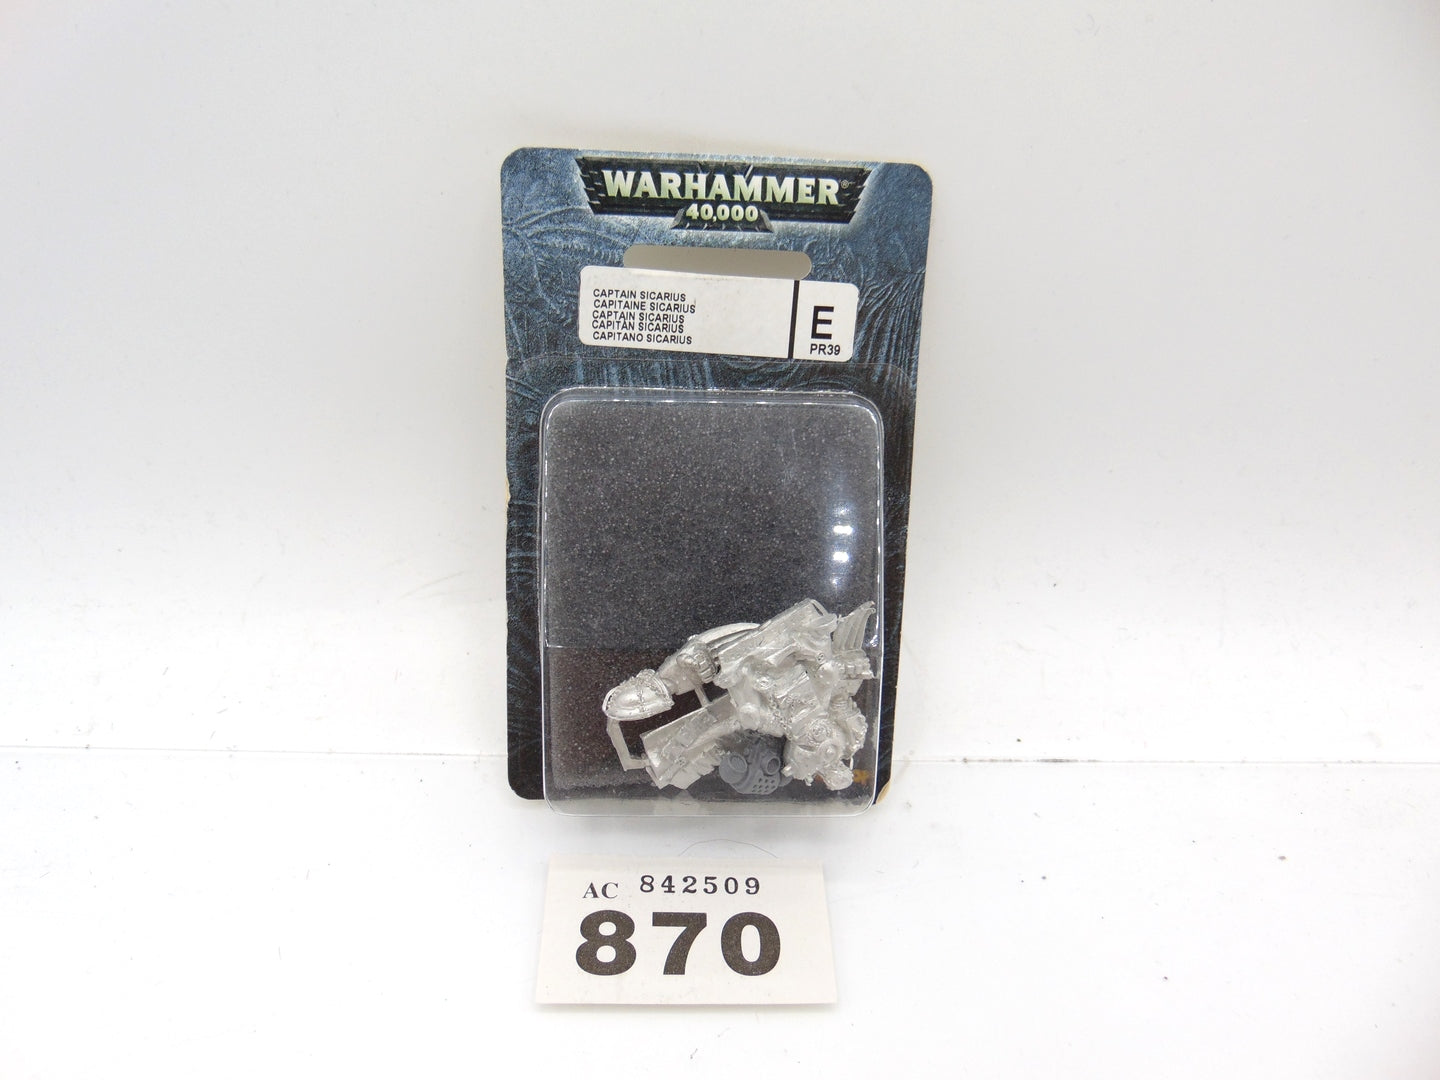 WARHAMMER®
40,000
CAPTAIN SICARIUS
CAPITAINE SICARIUS
CAPTAIN SICARIUS
CAPITÁN SICARIUS
CAPITANO SICARIUS
E
PR39
AC 842509
870